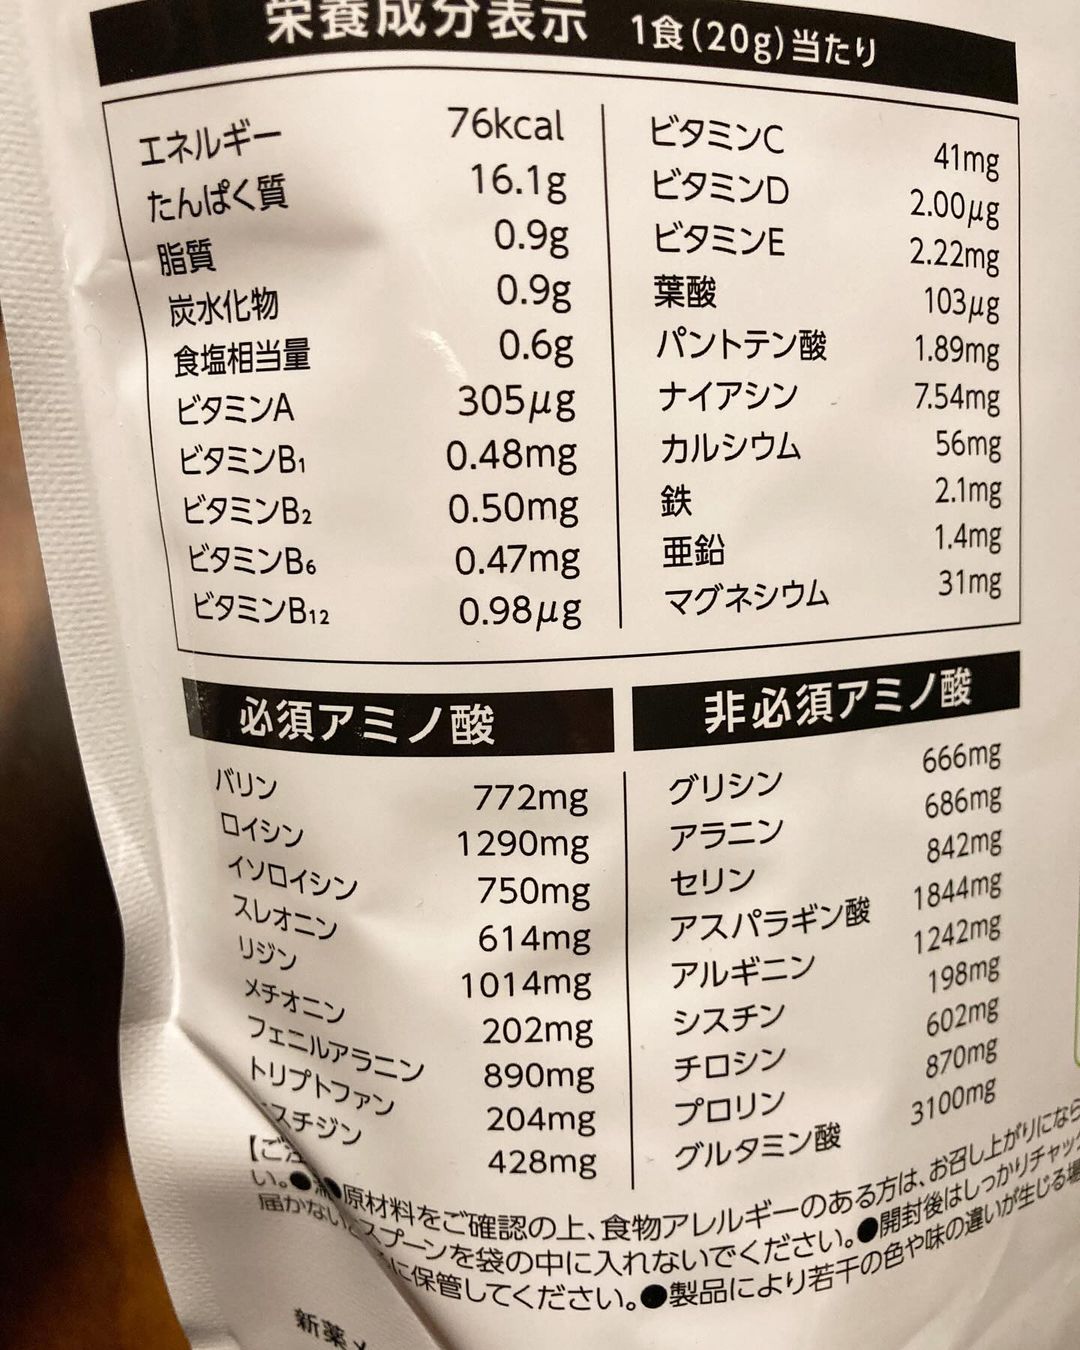 栄養成分表示 1食(20g)当たり
エネルギー 76kcal
たんぱく質 16.1g
脂質 0.9g
炭水化物 0.9g
食塩相当量 0.6g
ビタミンA 305μg
ビタミンB1 0.48mg
ビタミンB2 0.50mg
ビタミンB6 0.47mg
ビタミンB12 0.98μg
ビタミンC 41mg
ビタミンD 2.00μg
ビタミンE 2.22mg
葉酸 103μg
パントテン酸 1.89mg
ナイアシン 7.54mg
カルシウム 56mg
鉄 2.1mg
亜鉛 1.4mg
マグネシウム 31mg
必須アミノ酸
バリン 772mg
ロイシン 1290mg
イソロイシン 750mg
スレオニン 614mg
リジン 1014mg
メチオニン 202mg
フェニルアラニン 890mg
トリプトファン 204mg
スチジン 428mg
非必須アミノ酸
グリシン 666mg
アラニン 686mg
セリン 842mg
アスパラギン酸 1844mg
アルギニン 1242mg
シスチン 198mg
チロシン 602mg
プロリン 870mg
グルタミン酸 3100mg
【ご注
原材料をご確認の上、食物アレルギーのある方は、お召し上がりになら
い。●
スプーンを袋の中に入れないでください。●開封後はしっかりチャック
届かない
に保管してください。●製品により若干の色や味の違いが生じる場
新薬